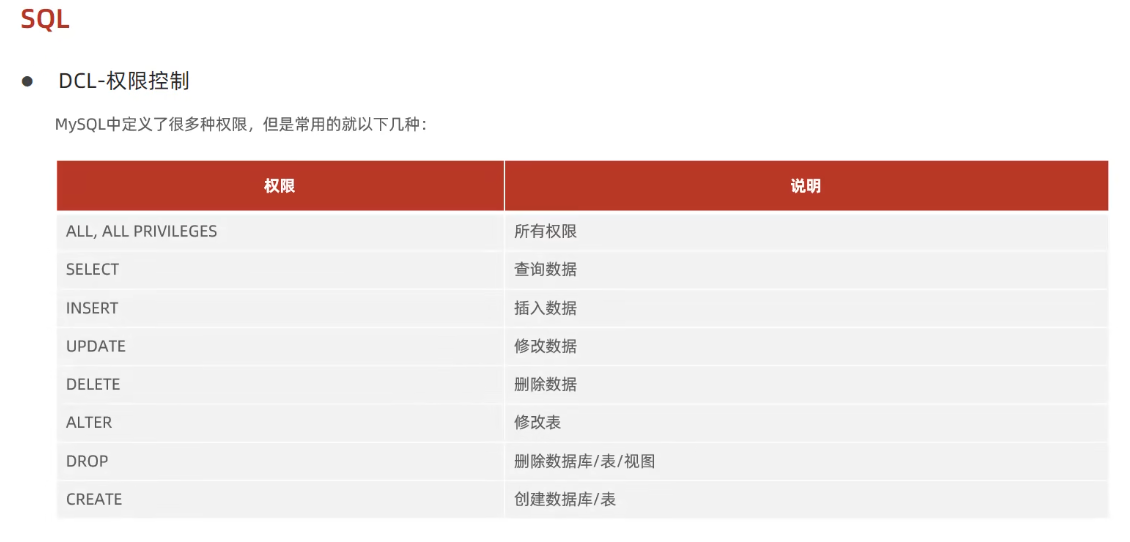 SQL
DCL-权限控制
MySQL中定义了很多种权限，但是常用的就以下几种：
权限 说明
ALL, ALL PRIVILEGES 所有权限
SELECT 查询数据
INSERT 插入数据
UPDATE 修改数据
DELETE 删除数据
ALTER 修改表
DROP 删除数据库/表/视图
CREATE 创建数据库/表